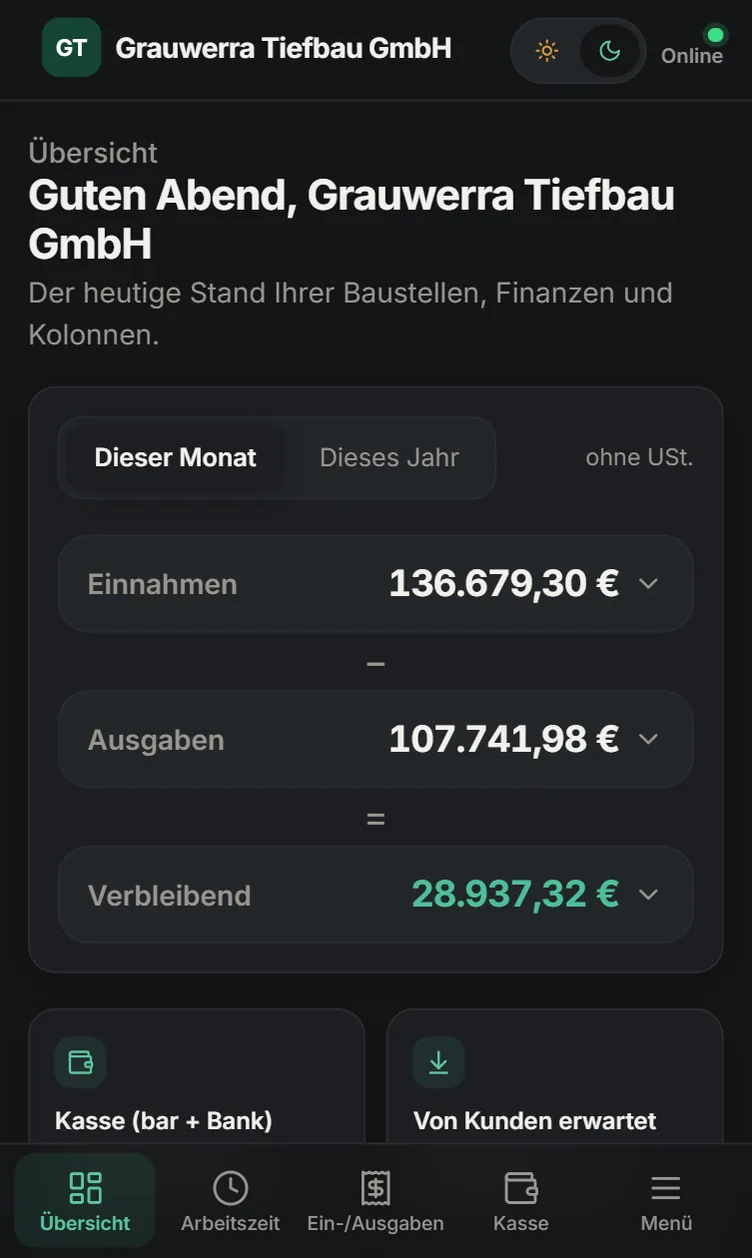 GT Grauwerra Tiefbau GmbH Online
Übersicht
Guten Abend, Grauwerra Tiefbau
GmbH
Der heutige Stand Ihrer Baustellen, Finanzen und
Kolonnen.
Dieser Monat Dieses Jahr ohne USt.
Einnahmen 136.679,30 €
–
Ausgaben 107.741,98 €
=
Verbleibend 28.937,32 €
Kasse (bar + Bank) Von Kunden erwartet
Übersicht Arbeitszeit Ein-/Ausgaben Kasse Menü